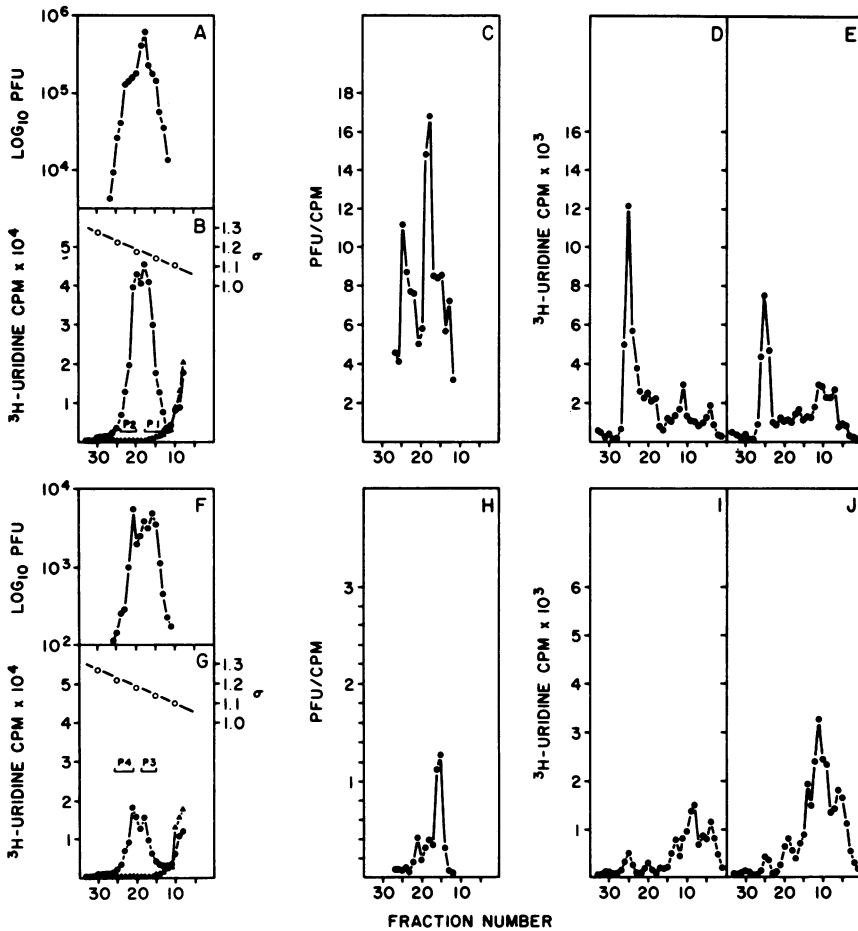 A
10⁶
10⁵
10⁴
LOG₁₀ PFU
B
5
4
3
2
1
³H-URIDINE CPM x 10⁴
1.3
1.2
1.1
1.0
σ
P2
P1
30 20 10
C
18
16
14
12
10
8
6
4
2
PFU/CPM
30 20 10
D
E
16
14
12
10
8
6
4
2
³H-URIDINE CPM x 10³
30 20 10
30 20 10
F
10⁴
10³
10²
LOG₁₀ PFU
G
5
4
3
2
1
³H-URIDINE CPM x 10⁴
1.3
1.2
1.1
1.0
σ
P4
P3
30 20 10
H
3
2
1
PFU/CPM
30 20 10
I
J
8
7
6
5
4
3
2
1
³H-URIDINE CPM x 10³
30 20 10
30 20 10
FRACTION NUMBER